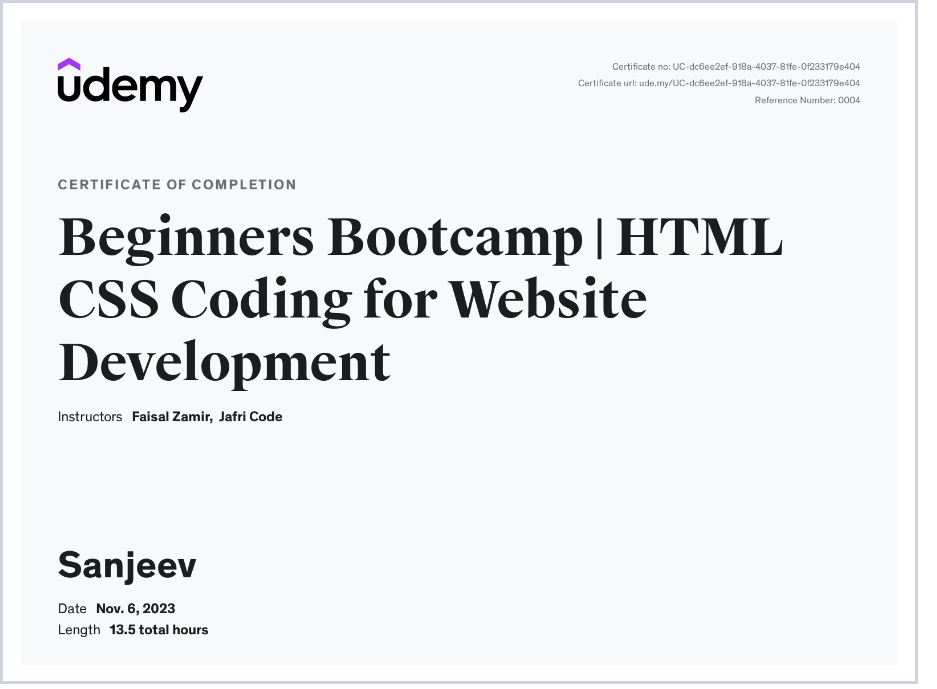 udemy
Certificate no: UC-dc6ee2ef-918a-4037-81fe-0f233179e404
Certificate url: ude.my/UC-dc6ee2ef-918a-4037-81fe-0f233179e404
Reference Number: 0004
CERTIFICATE OF COMPLETION
Beginners Bootcamp | HTML
CSS Coding for Website
Development
Instructors Faisal Zamir, Jafri Code
Sanjeev
Date Nov. 6, 2023
Length 13.5 total hours